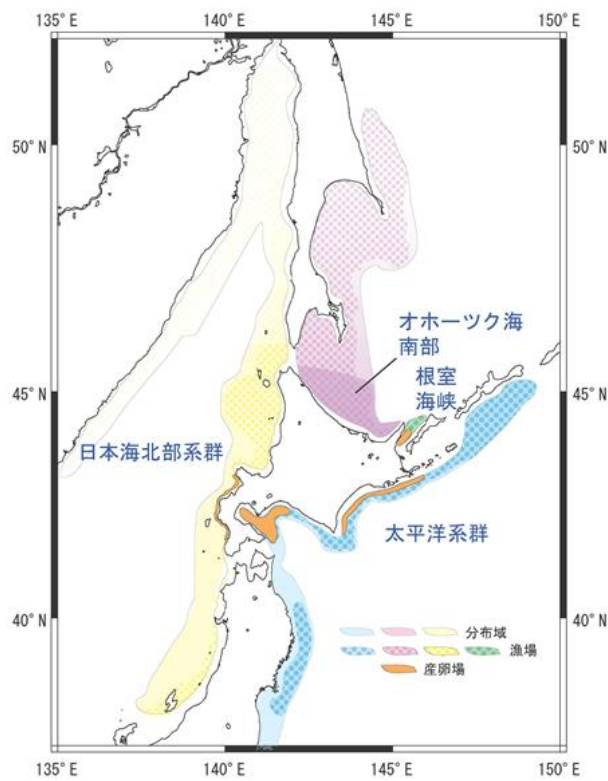 135° E
140° E
145° E
150° E
50° N
50° N
オホーツク海
南部
根室
海峡
45° N
45° N
日本海北部系群
太平洋系群
40° N
40° N
分布域
漁場
産卵場
135° E
140° E
145° E
150° E